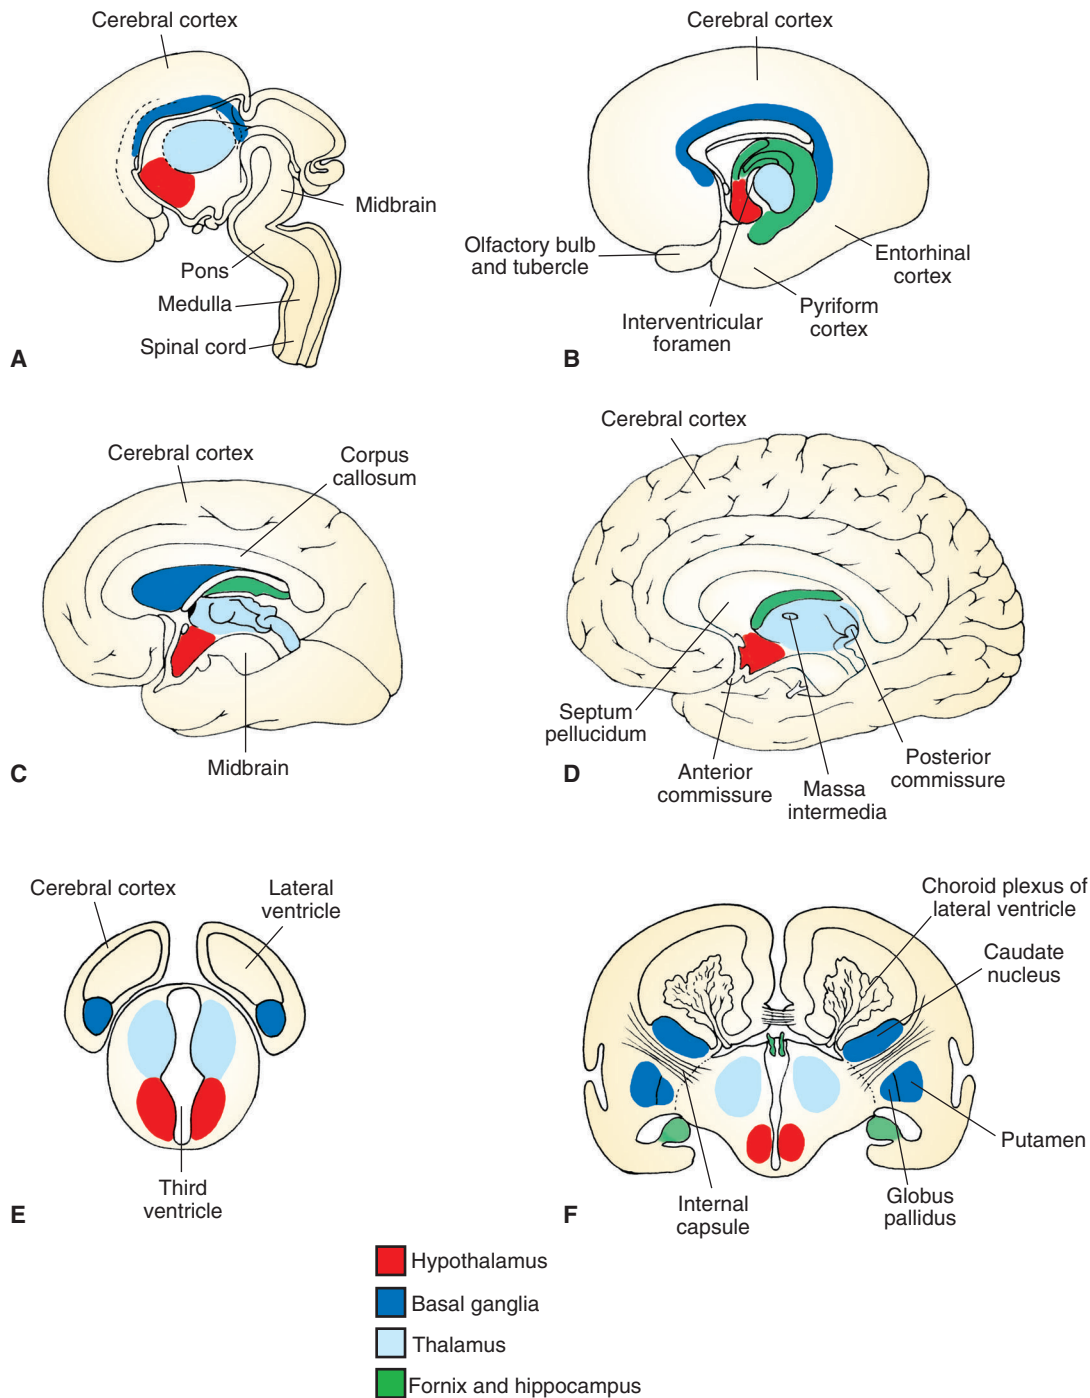 Cerebral cortex
Midbrain
Pons
Medulla
Spinal cord
A
Cerebral cortex
Olfactory bulb
and tubercle
Entorhinal
cortex
Pyriform
cortex
Interventricular
foramen
B
Cerebral cortex
Corpus
callosum
Midbrain
C
Cerebral cortex
Septum
pellucidum
Anterior
commissure
Massa
intermedia
Posterior
commissure
D
Cerebral cortex
Lateral
ventricle
Third
ventricle
E
Choroid plexus of
lateral ventricle
Caudate
nucleus
Putamen
Globus
pallidus
Internal
capsule
F
Hypothalamus
Basal ganglia
Thalamus
Fornix and hippocampus